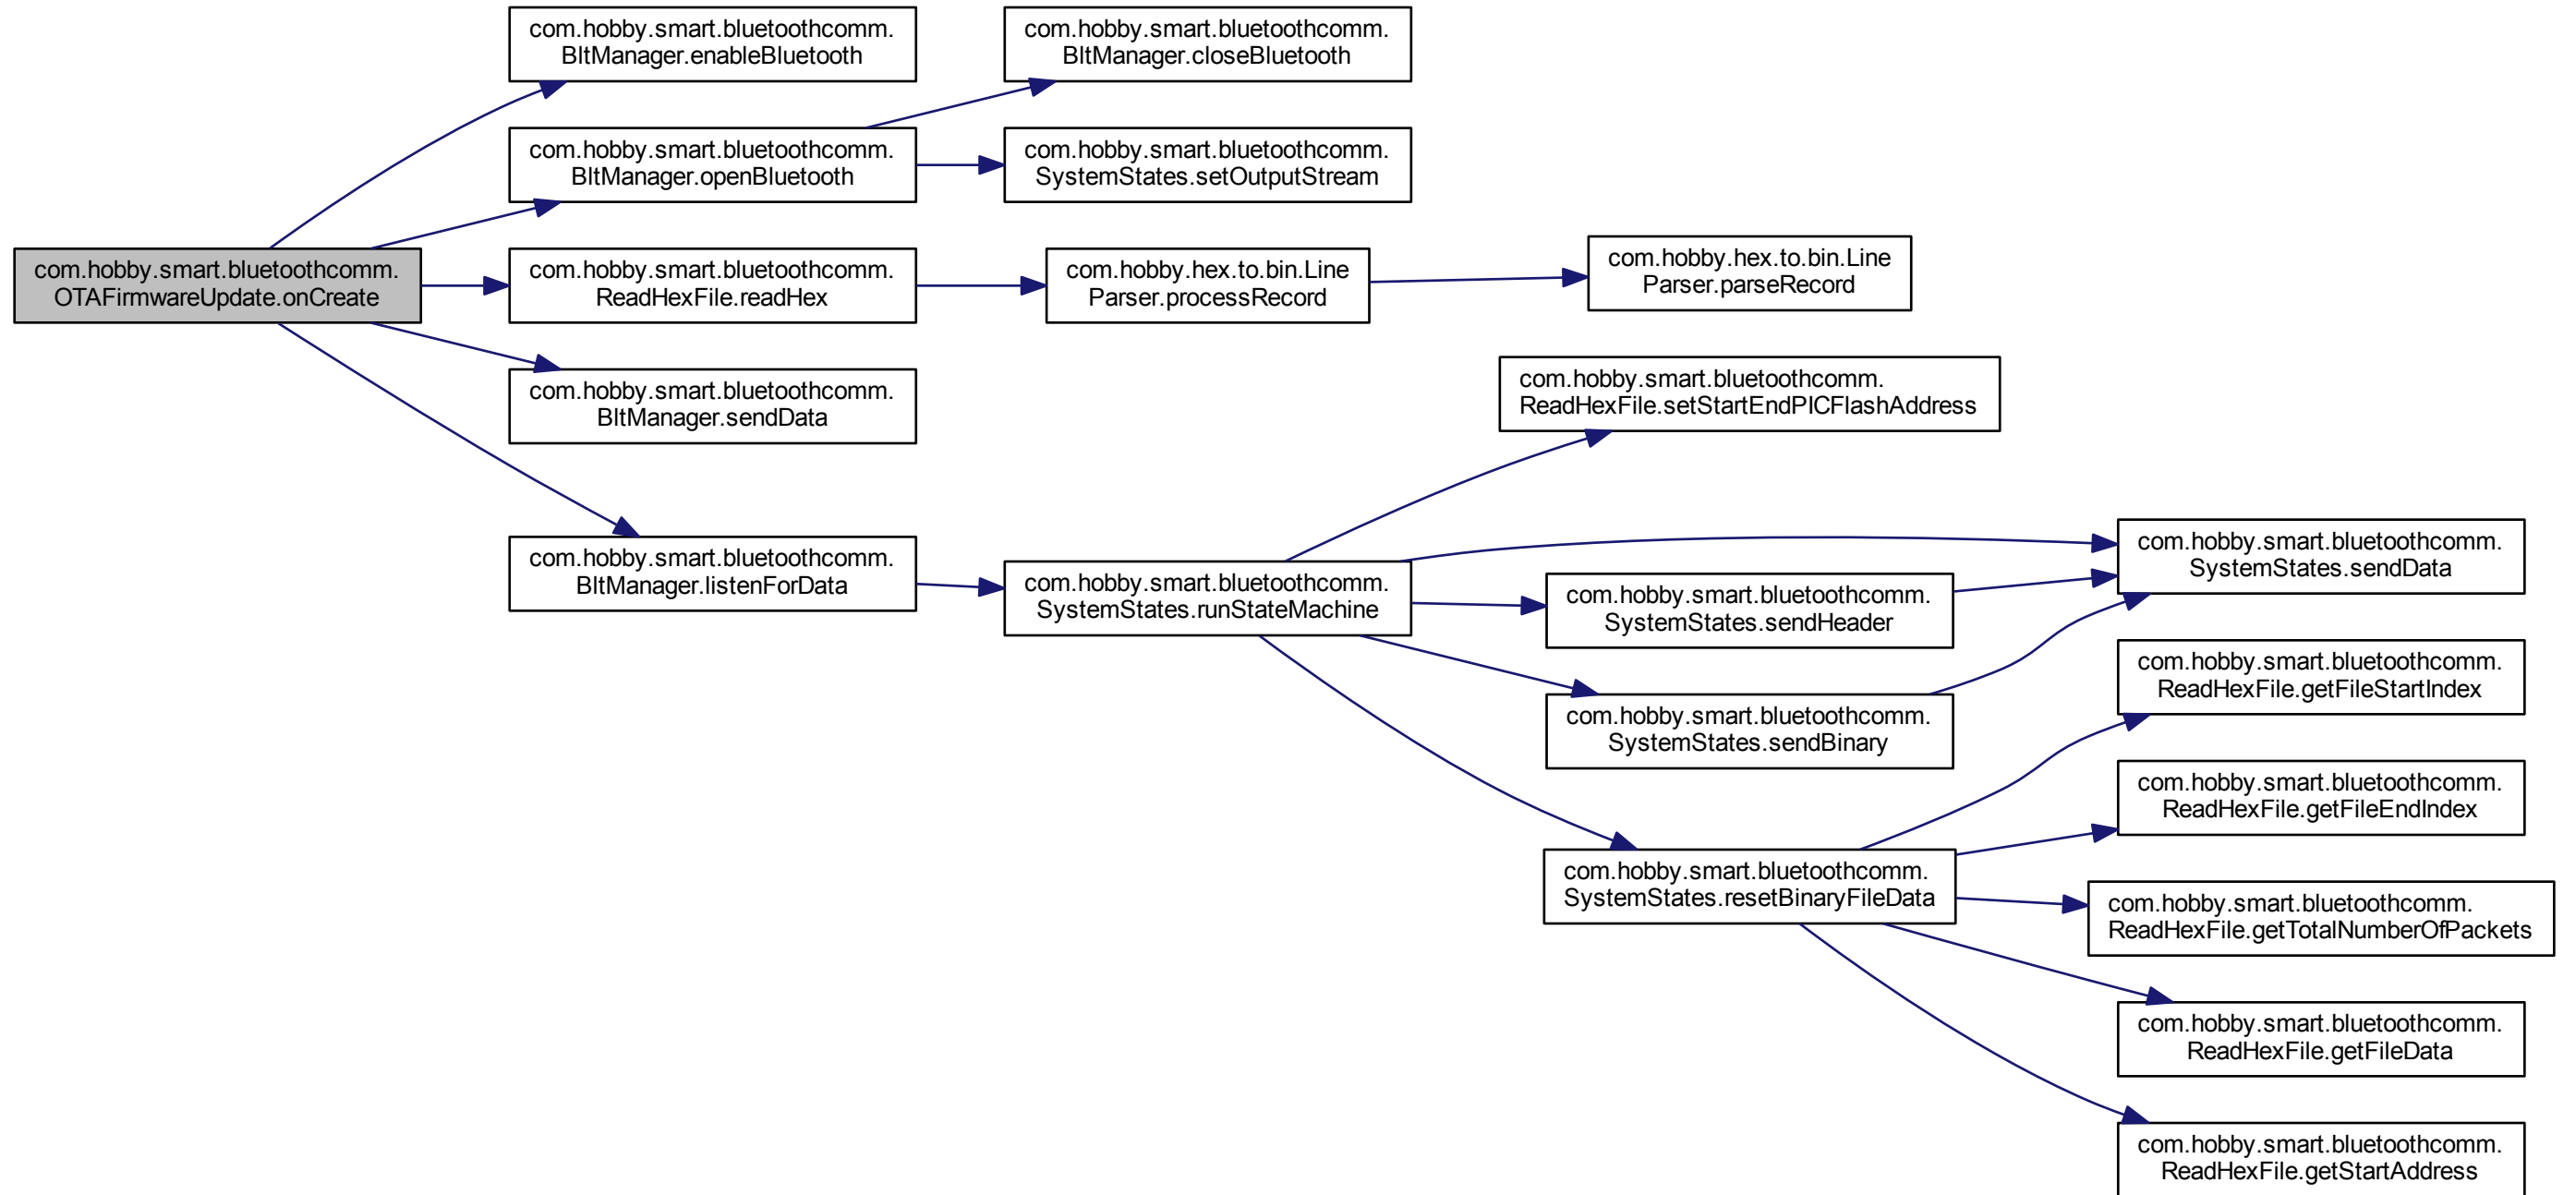 com.hobby.smart.bluetoothcomm.
BltManager.enableBluetooth
com.hobby.smart.bluetoothcomm.
BltManager.closeBluetooth
com.hobby.smart.bluetoothcomm.
BltManager.openBluetooth
com.hobby.smart.bluetoothcomm.
SystemStates.setOutputStream
com.hobby.smart.bluetoothcomm.
OTAFirmwareUpdate.onCreate
com.hobby.smart.bluetoothcomm.
ReadHexFile.readHex
com.hobby.hex.to.bin.Line
Parser.processRecord
com.hobby.hex.to.bin.Line
Parser.parseRecord
com.hobby.smart.bluetoothcomm.
BltManager.sendData
com.hobby.smart.bluetoothcomm.
ReadHexFile.setStartEndPICFlashAddress
com.hobby.smart.bluetoothcomm.
BltManager.listenForData
com.hobby.smart.bluetoothcomm.
SystemStates.runStateMachine
com.hobby.smart.bluetoothcomm.
SystemStates.sendHeader
com.hobby.smart.bluetoothcomm.
SystemStates.sendData
com.hobby.smart.bluetoothcomm.
SystemStates.sendBinary
com.hobby.smart.bluetoothcomm.
ReadHexFile.getFileStartIndex
com.hobby.smart.bluetoothcomm.
ReadHexFile.getFileEndIndex
com.hobby.smart.bluetoothcomm.
SystemStates.resetBinaryFileData
com.hobby.smart.bluetoothcomm.
ReadHexFile.getTotalNumberOfPackets
com.hobby.smart.bluetoothcomm.
ReadHexFile.getFileData
com.hobby.smart.bluetoothcomm.
ReadHexFile.getStartAddress